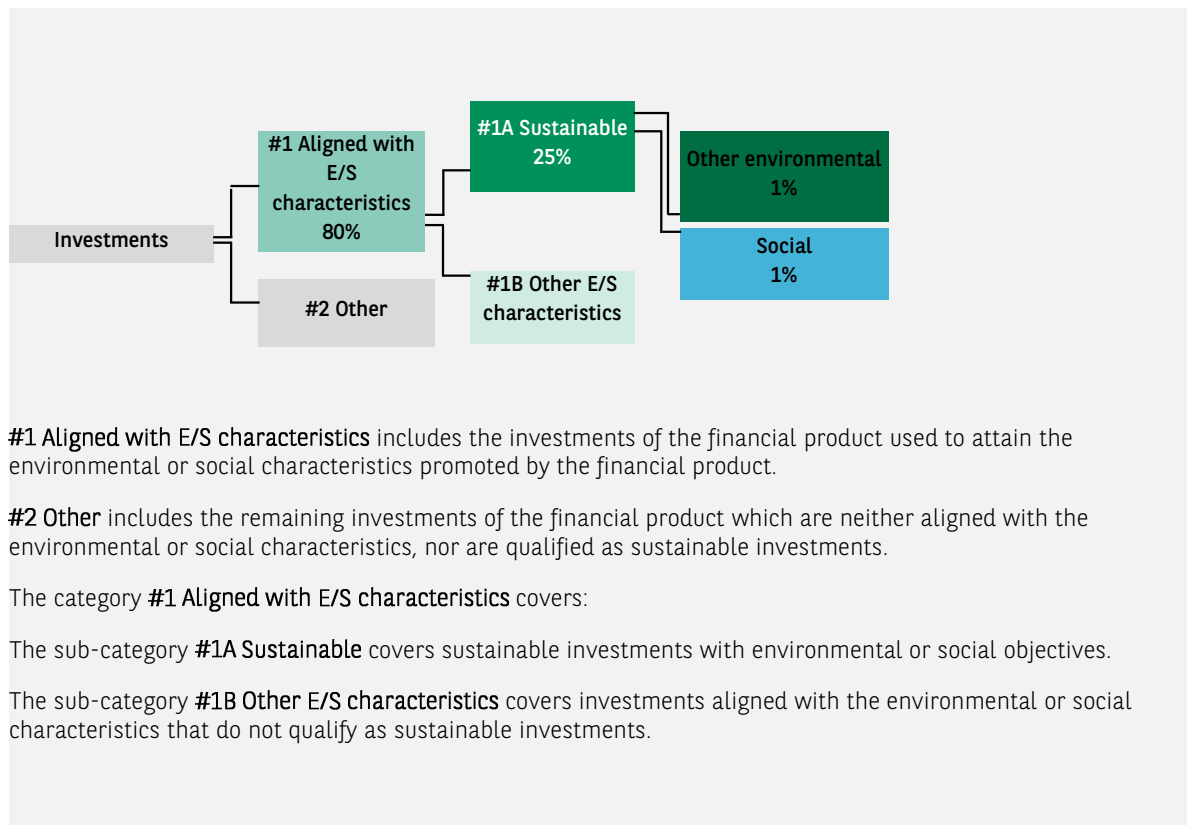 #1A Sustainable
25%
#1 Aligned with
E/S
characteristics
80%
Other environmental
1%
Investments
Social
1%
#1B Other E/S
characteristics
#2 Other
#1 Aligned with E/S characteristics includes the investments of the financial product used to attain the
environmental or social characteristics promoted by the financial product.
#2 Other includes the remaining investments of the financial product which are neither aligned with the
environmental or social characteristics, nor are qualified as sustainable investments.
The category #1 Aligned with E/S characteristics covers:
The sub-category #1A Sustainable covers sustainable investments with environmental or social objectives.
The sub-category #1B Other E/S characteristics covers investments aligned with the environmental or social
characteristics that do not qualify as sustainable investments.